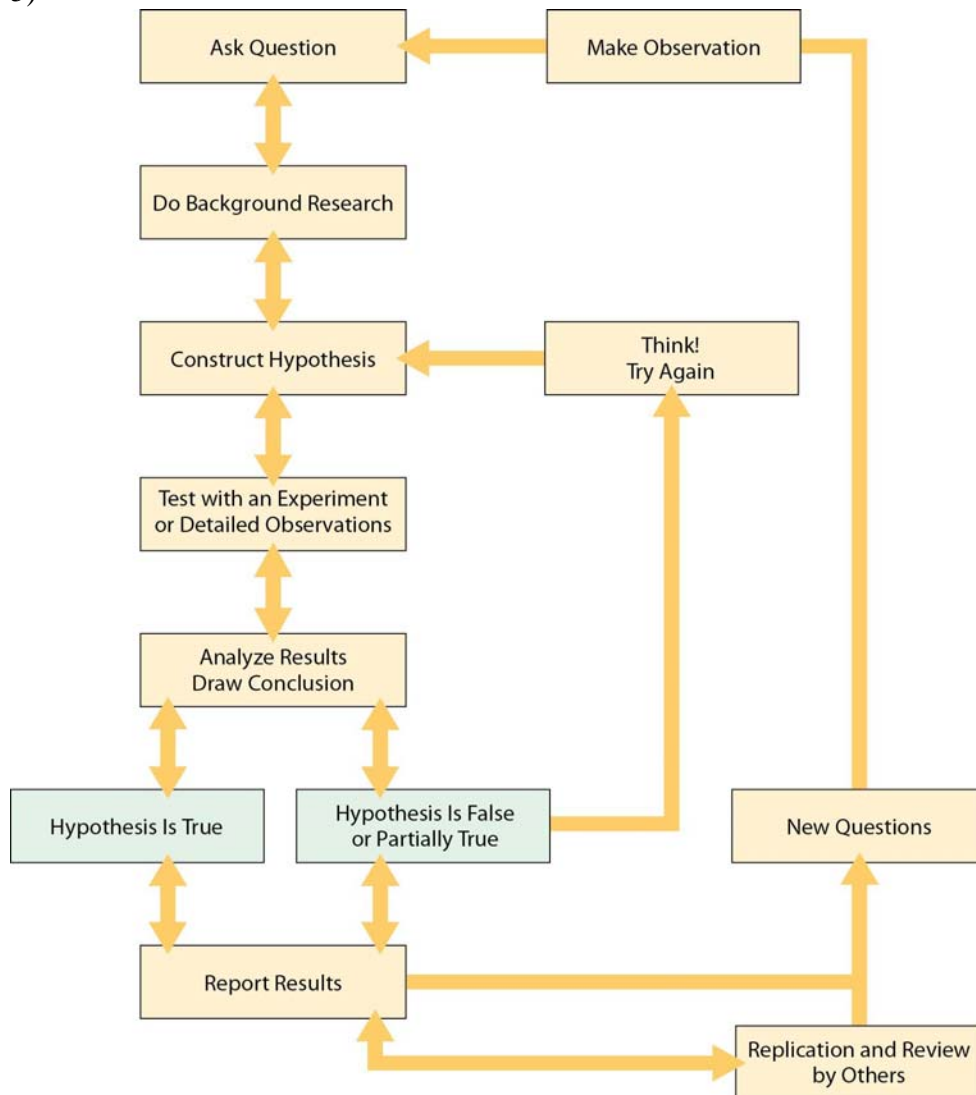 Ask Question
Make Observation
Do Background Research
Construct Hypothesis
Think!
Try Again
Test with an Experiment
or Detailed Observations
Analyze Results
Draw Conclusion
Hypothesis Is True
Hypothesis Is False
or Partially True
New Questions
Report Results
Replication and Review
by Others